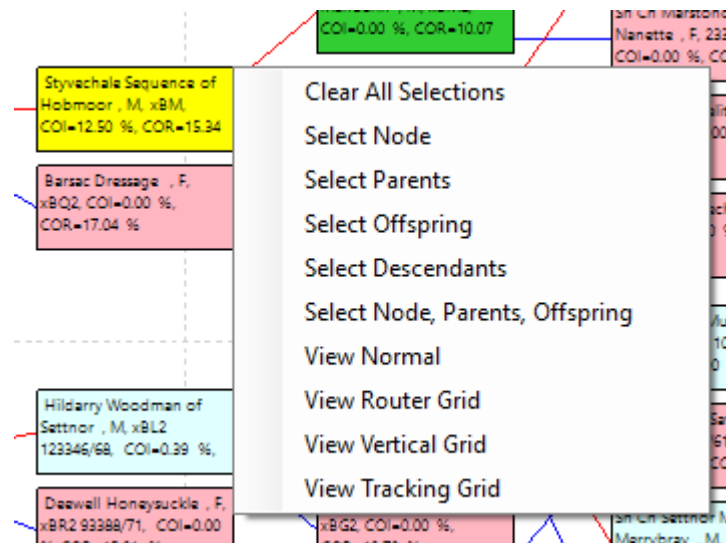 COI=0.00 %, COR=10.07
Sh Ch Marston
Nanette , F, 233
COI=0.00 %, CO
Styvechale Sequence of
Hobmoor , M, xBM,
COI=12.50 %, COR=15.34
Barsac Dressage , F,
xBQ2, COI=0.00 %,
COR=17.04 %
Clear All Selections
Select Node
Select Parents
Select Offspring
Select Descendants
Select Node, Parents, Offspring
View Normal
View Router Grid
View Vertical Grid
View Tracking Grid
Hildarry Woodman of
Settnor , M, xBL2
123346/68, COI=0.39 %,
Deewell Honeysuckle , F,
xBR2 93388/71, COI=0.00
xBG2, COI=0.00 %,
Sh Ch Settnor M
Merrybray , M